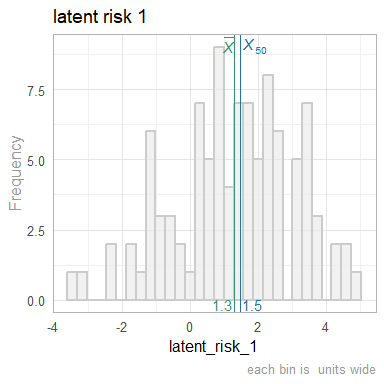 latent risk 1
X X₅₀
Frequency
7.5
5.0
2.5
0.0
1.3 1.5
-4 -2 0 2 4
latent_risk_1
each bin is units wide